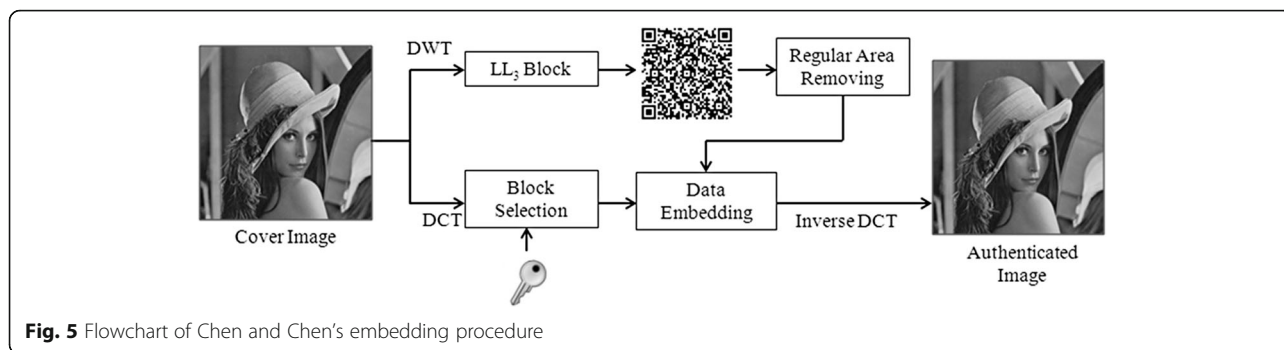 DWT
LL₃ Block
Regular Area
Removing
DCT
Block
Selection
Data
Embedding
Inverse DCT
Cover Image
Authenticated
Image
Fig. 5 Flowchart of Chen and Chen's embedding procedure